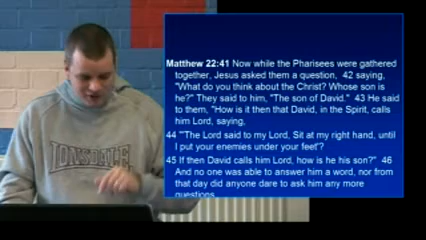 Matthew 22:41 Now while the Pharisees were gathered
together, Jesus asked them a question, 42 saying,
"What do you think about the Christ? Whose son is
he?" They said to him, "The son of David." 43 He said
to them, "How is it then that David, in the Spirit, calls
him Lord, saying,
44 "'The Lord said to my Lord, Sit at my right hand, until
I put your enemies under your feet'?
45 If then David calls him Lord, how is he his son?" 46
And no one was able to answer him a word, nor from
that day did anyone dare to ask him any more
questions.
LONSDALE